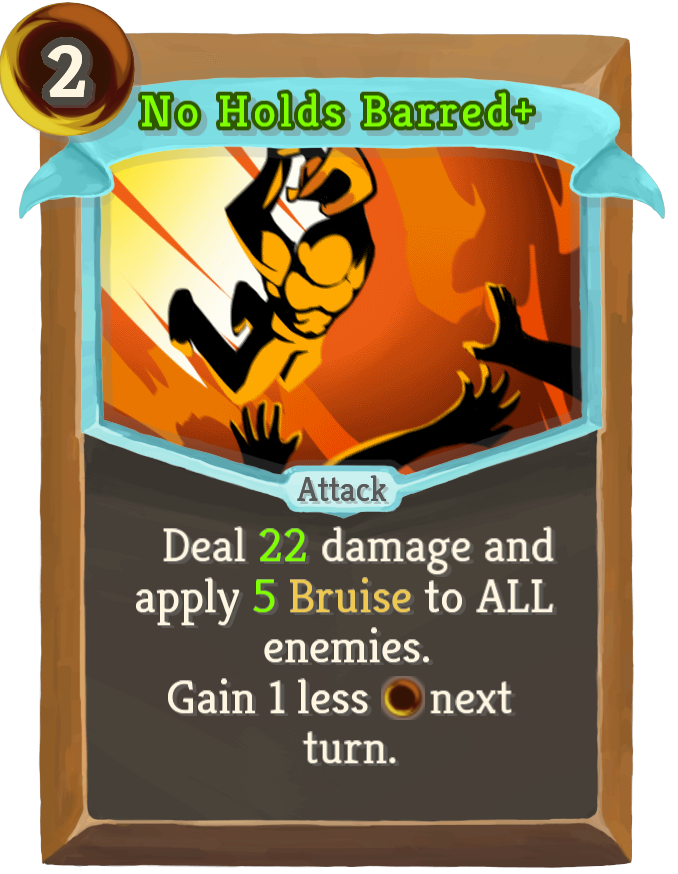 2
No Holds Barred+
Attack
Deal 22 damage and
apply 5 Bruise to ALL
enemies.
Gain 1 less next
turn.